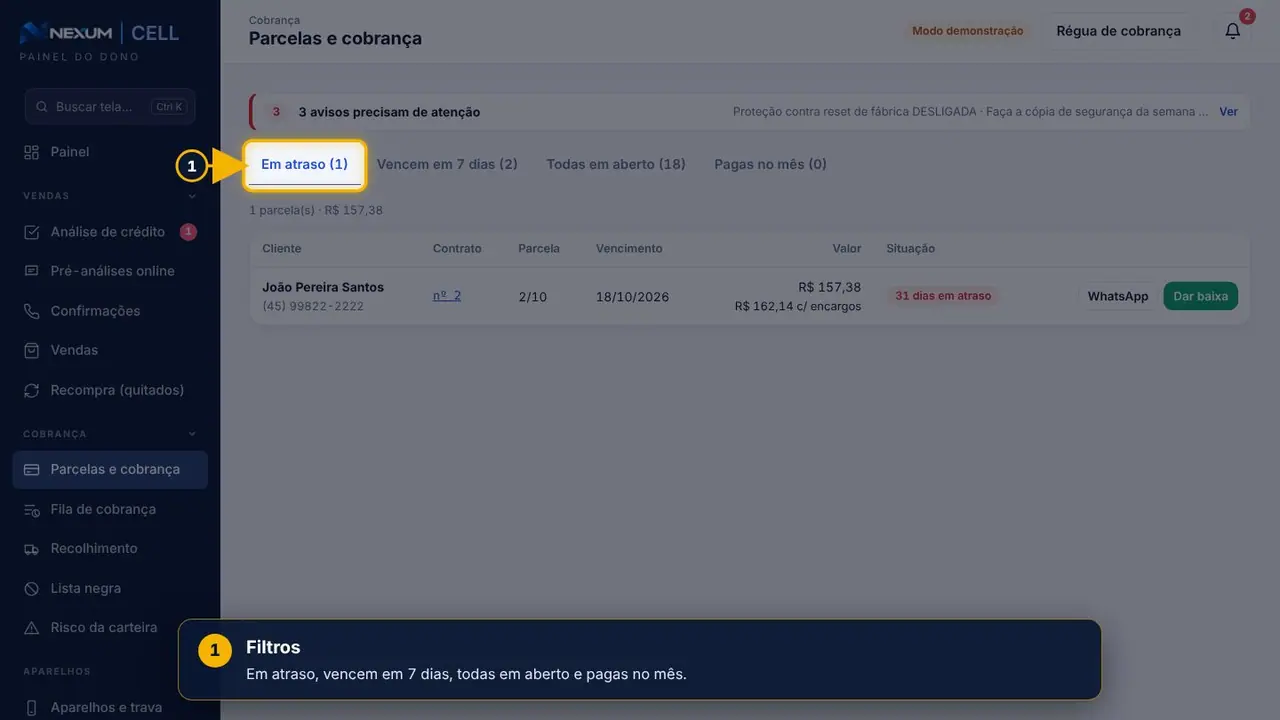 NEXUM | CELL
PAINEL DO DONO
Buscar tela... Ctrl K
Painel
VENDAS
Análise de crédito 1
Pré-análises online
Confirmações
Vendas
Recompra (quitados)
COBRANÇA
Parcelas e cobrança
Fila de cobrança
Recolhimento
Lista negra
Risco da carteira
APARELHOS
Aparelhos e trava
Cobrança
Parcelas e cobrança
Modo demonstração
Régua de cobrança
2
3 3 avisos precisam de atenção
Proteção contra reset de fábrica DESLIGADA · Faça a cópia de segurança da semana ... Ver
1
Em atraso (1) Vencem em 7 dias (2) Todas em aberto (18) Pagas no mês (0)
1 parcela(s) · R$ 157,38
Cliente Contrato Parcela Vencimento Valor Situação
João Pereira Santos
(45) 99822-2222
nº 2
2/10
18/10/2026
R$ 157,38
R$ 162,14 c/ encargos
31 dias em atraso
WhatsApp
Dar baixa
1 Filtros
Em atraso, vencem em 7 dias, todas em aberto e pagas no mês.